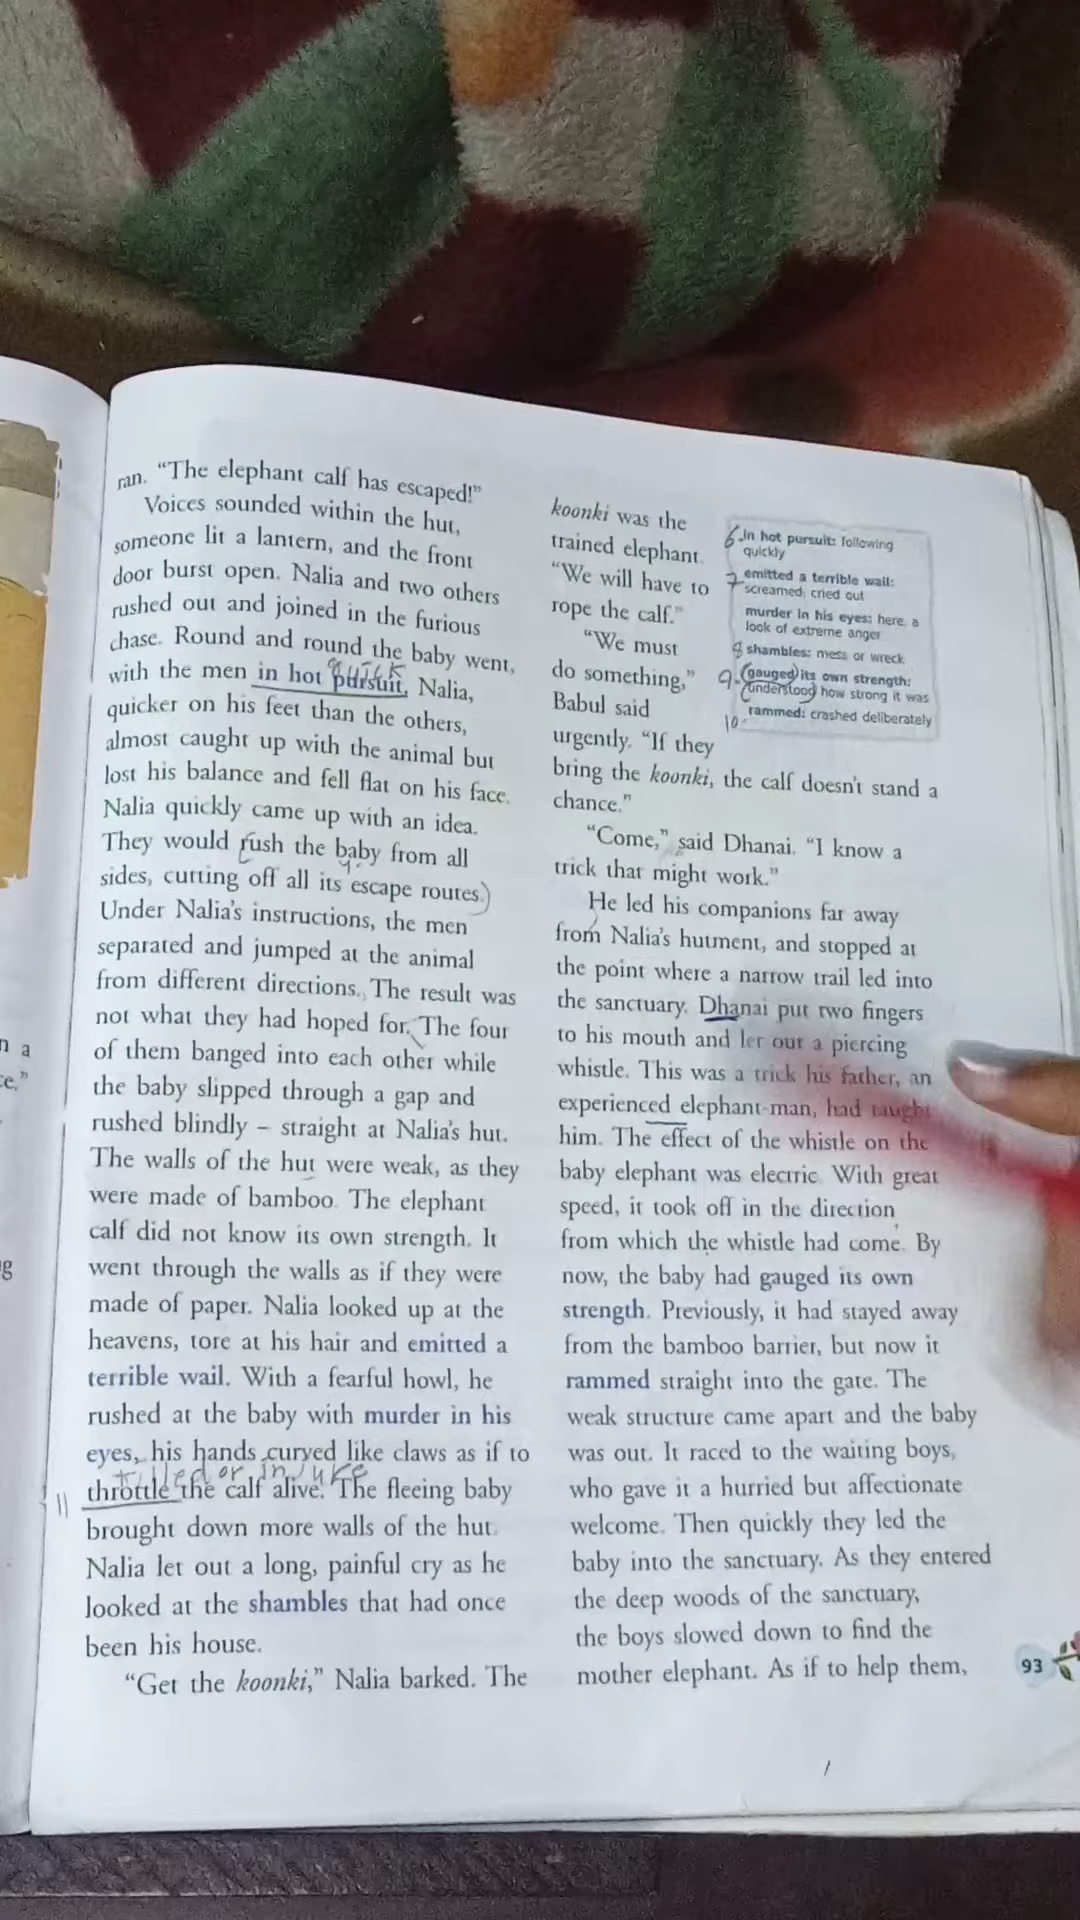 ran. “The elephant calf has escaped!”
Voices sounded within the hut,
someone lit a lantern, and the front
door burst open. Nalia and two others
rushed out and joined in the furious
chase. Round and round the baby went,
with the men in hot pursuit. Nalia,
quicker on his feet than the others,
almost caught up with the animal but
lost his balance and fell flat on his face.
Nalia quickly came up with an idea.
They would rush the baby from all
sides, cutting off all its escape routes.)
Under Nalia’s instructions, the men
separated and jumped at the animal
from different directions. The result was
not what they had hoped for. The four
of them banged into each other while
the baby slipped through a gap and
rushed blindly – straight at Nalia’s hut.
The walls of the hut were weak, as they
were made of bamboo. The elephant
calf did not know its own strength. It
went through the walls as if they were
made of paper. Nalia looked up at the
heavens, tore at his hair and emitted a
terrible wail. With a fearful howl, he
rushed at the baby with murder in his
eyes, his hands curved like claws as if to
killed or injure
11 throttle the calf alive. The fleeing baby
brought down more walls of the hut.
Nalia let out a long, painful cry as he
looked at the shambles that had once
been his house.
“Get the koonki,” Nalia barked. The
koonki was the
trained elephant.
“We will have to
rope the calf.”
“We must
do something,”
Babul said
urgently. “If they
bring the koonki, the calf doesn’t stand a
chance.”
“Come,” said Dhanai. “I know a
trick that might work.”
He led his companions far away
from Nalia’s hutment, and stopped at
the point where a narrow trail led into
the sanctuary. Dhanai put two fingers
to his mouth and let out a piercing
whistle. This was a trick his father, an
experienced elephant-man, had taught
him. The effect of the whistle on the
baby elephant was electric. With great
speed, it took off in the direction
from which the whistle had come. By
now, the baby had gauged its own
strength. Previously, it had stayed away
from the bamboo barrier, but now it
rammed straight into the gate. The
weak structure came apart and the baby
was out. It raced to the waiting boys,
who gave it a hurried but affectionate
welcome. Then quickly they led the
baby into the sanctuary. As they entered
the deep woods of the sanctuary,
the boys slowed down to find the
mother elephant. As if to help them,
6. in hot pursuit: following
quickly
7 emitted a terrible wail:
screamed; cried out
murder in his eyes: here, a
look of extreme anger
8 shambles: mess or wreck
9. (gauged) its own strength:
(understood) how strong it was
10. rammed: crashed deliberately
93